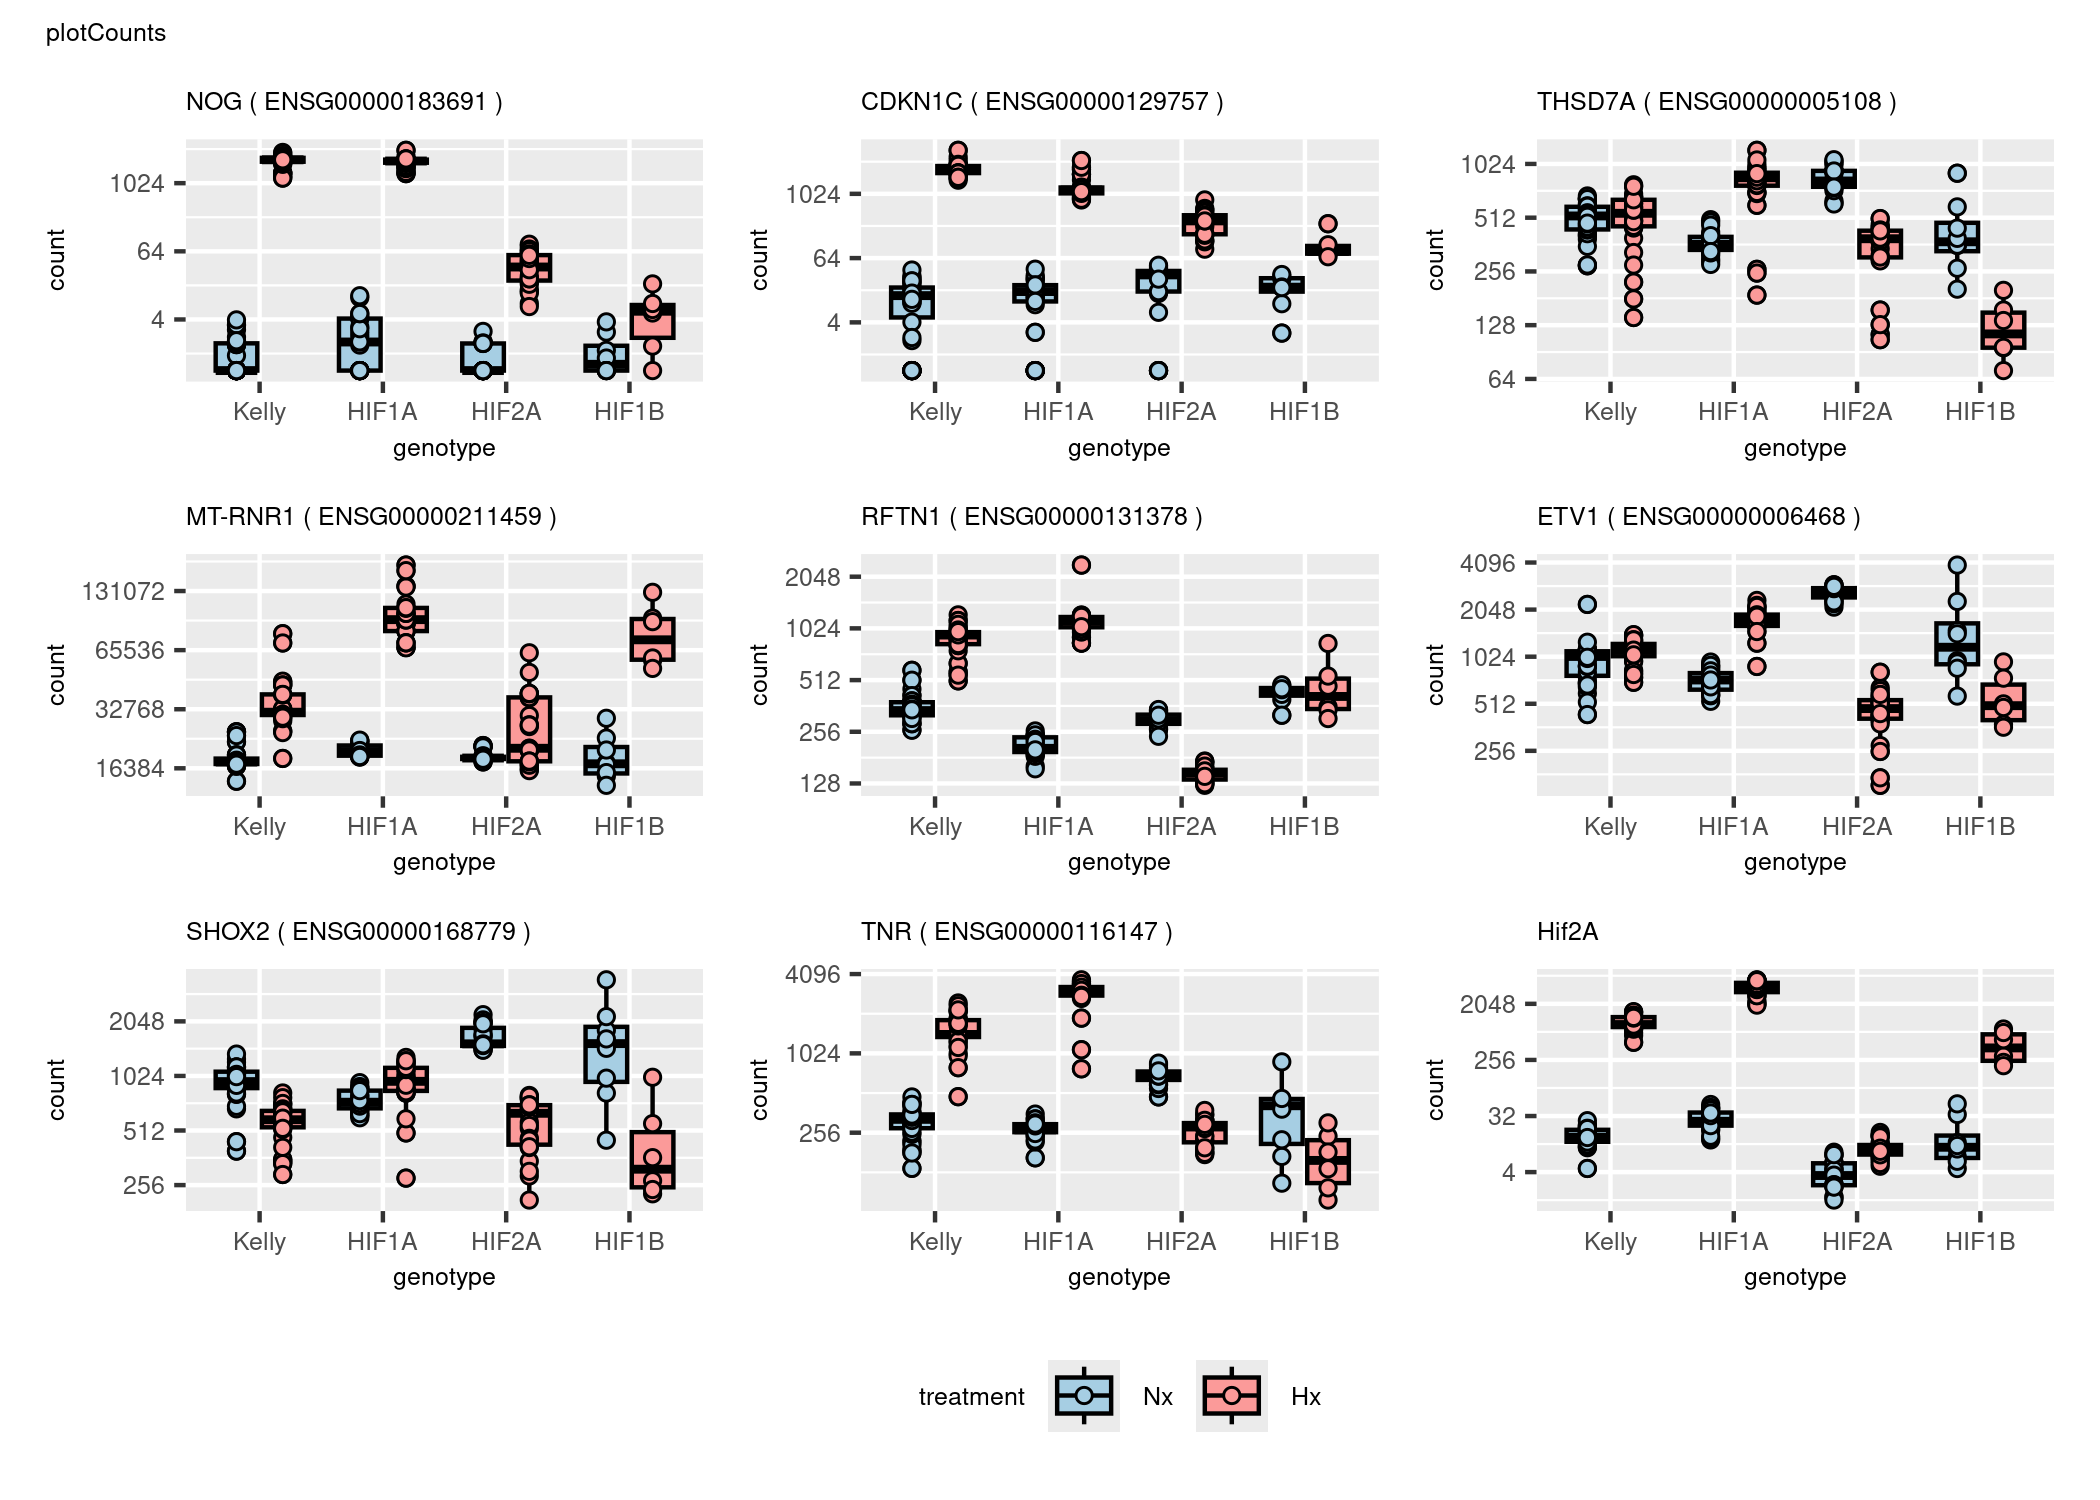 plotCounts
NOG ( ENSG00000183691 )
CDKN1C ( ENSG00000129757 )
THSD7A ( ENSG00000005108 )
count
1024
64
4
Kelly HIF1A HIF2A HIF1B
genotype
count
1024
64
4
Kelly HIF1A HIF2A HIF1B
genotype
count
1024
512
256
128
64
Kelly HIF1A HIF2A HIF1B
genotype
MT-RNR1 ( ENSG00000211459 )
RFTN1 ( ENSG00000131378 )
ETV1 ( ENSG00000006468 )
count
131072
65536
32768
16384
Kelly HIF1A HIF2A HIF1B
genotype
count
2048
1024
512
256
128
Kelly HIF1A HIF2A HIF1B
genotype
count
4096
2048
1024
512
256
Kelly HIF1A HIF2A HIF1B
genotype
SHOX2 ( ENSG00000168779 )
TNR ( ENSG00000116147 )
Hif2A
count
2048
1024
512
256
Kelly HIF1A HIF2A HIF1B
genotype
count
4096
1024
256
Kelly HIF1A HIF2A HIF1B
genotype
count
2048
256
32
4
Kelly HIF1A HIF2A HIF1B
genotype
treatment Nx Hx